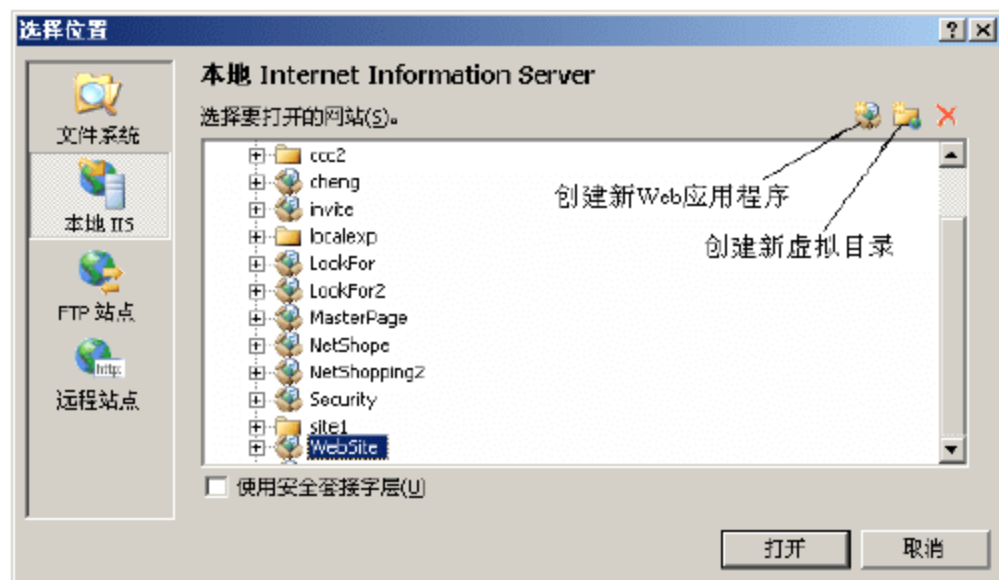 选择位置
文件系统
本地 IIS
FTP 站点
http:
远程站点
本地 Internet Information Server
选择要打开的网站(S)。
创建新Web应用程序
创建新虚拟目录
ccc2
cheng
invite
localexp
LookFor
LookFor2
MasterPage
NetShope
NetShopping2
Security
site1
WebSite
使用安全套接字层(U)
打开
取消